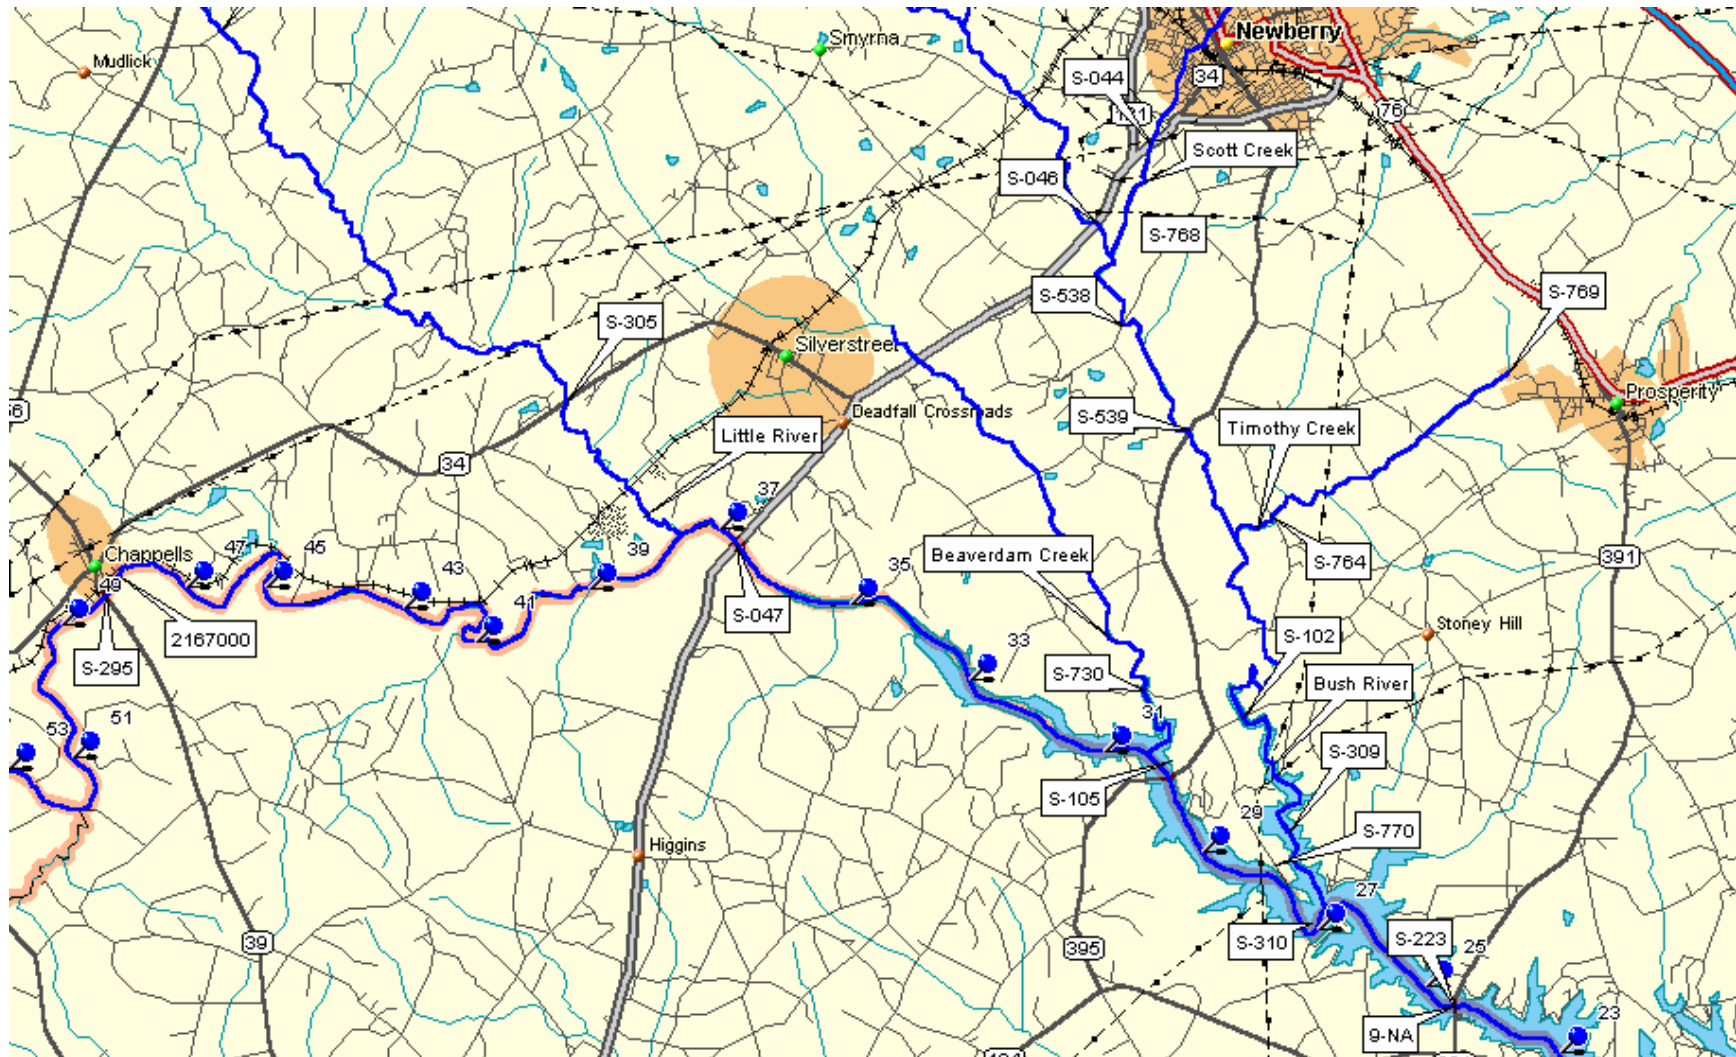 Newberry
Smyrna
Mudlick
S-044
34
121
76
Scott Creek
S-046
S-768
S-538
S-769
S-305
Silverstreet
Prosperity
Deadfall Crossroads
S-539
Timothy Creek
Little River
34
37
Beaverdam Creek
Chappells
47
45
43
39
35
391
S-764
49
41
2167000
S-047
S-295
33
S-102
Stoney Hill
S-730
Bush River
31
53
51
S-309
S-105
29
S-770
Higgins
27
39
395
S-310
S-223
25
23
9-NA